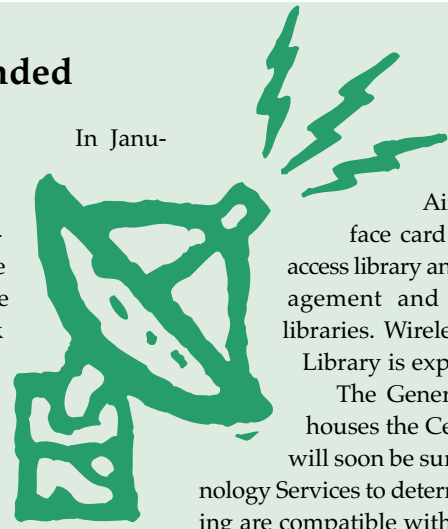 nded
In Janu-
-
e
e
k
Ai
face card
access library an
agement and
libraries. Wirele
Library is exp
The Gener
houses the Ce
will soon be sur
nology Services to determ
ing are compatible with